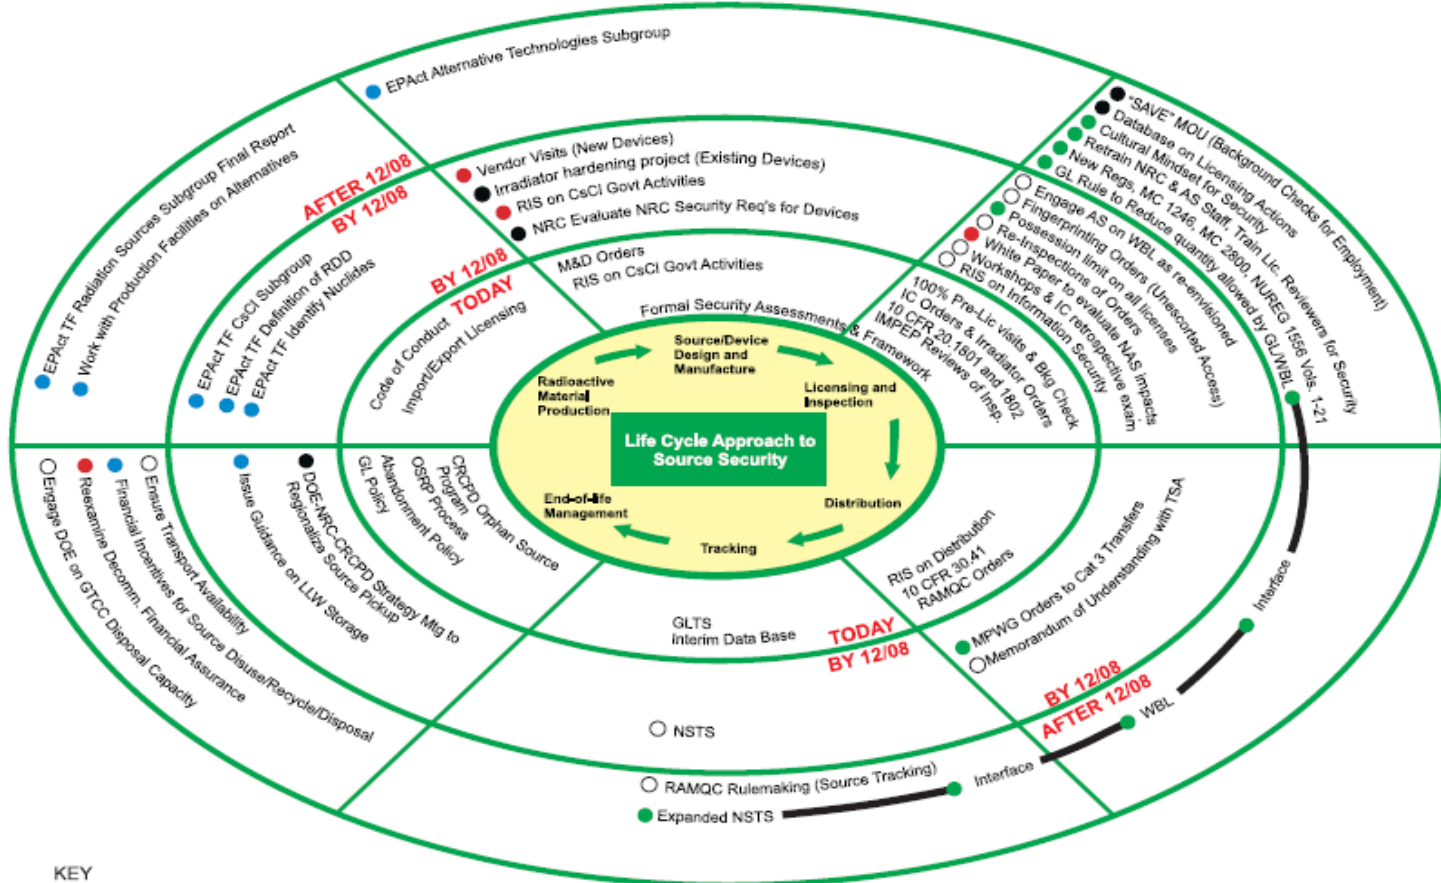 EPAct Alternative Technologies Subgroup
"SAVE" MOU (Background Checks for Employment)
Database on Licensing Actions
Cultural Mindset for Security
Retrain NRC & AS Staff, Train Lic. Reviewers for Security
New Regs, MC 1246, MC 2800, NUREG 1556 Vols. 1-21
GL Rule to Reduce quantity allowed by GL/WBL
EPAct TF Radiation Sources Subgroup Final Report
Work with Production Facilities on Alternatives
AFTER 12/08
BY 12/08
Vendor Visits (New Devices)
Irradiator hardening project (Existing Devices)
RIS on CsCl Govt Activities
NRC Evaluate NRC Security Req's for Devices
Engage AS on WBL as re-envisioned
Fingerprinting Orders (Unescorted Access)
Possession limit on all licenses
Re-Inspections of Orders
White Paper to evaluate NAS impacts
Workshops & IC retrospective exam
RIS on Information Security
EPAct TF CsCl Subgroup
EPAct TF Definition of RDD
EPAct TF Identify Nuclidas
BY 12/08
TODAY
M&D Orders
RIS on CsCl Govt Activities
100% Pre-Lic visits & Bkg Check
IC Orders & Irradiator Orders
10 CFR 20.1801 and 1802
IMPEP Reviews of Insp.
Code of Conduct
Import/Export Licensing
Formal Security Assessments & Framework
Source/Device
Design and
Manufacture
Radioactive
Material
Production
Licensing and
Inspection
Life Cycle Approach to
Source Security
End-of-life
Management
Distribution
Tracking
Engage DOE on GTCC Disposal Capacity
Reexamine Decomm. Financial Assurance
Financial Incentives for Source Disuse/Recycle/Disposal
Ensure Transport Availability
Issue Guidance on LLW Storage
DOE-NRC-CRCPD Strategy Mtg to
Regionaliza Source Pickup
GL Policy
Abandonment Policy
OSRP Process
CRCPD Orphan Source
Program
RIS on Distribution
10 CFR 30.41
RAMQC Orders
MPWG Orders to Cat 3 Transfers
Memorandum of Understanding with TSA
Interface
GLTS
Interim Data Base
TODAY
BY 12/08
BY 12/08
AFTER 12/08
WBL
NSTS
RAMQC Rulemaking (Source Tracking)
Interface
Expanded NSTS
KEY